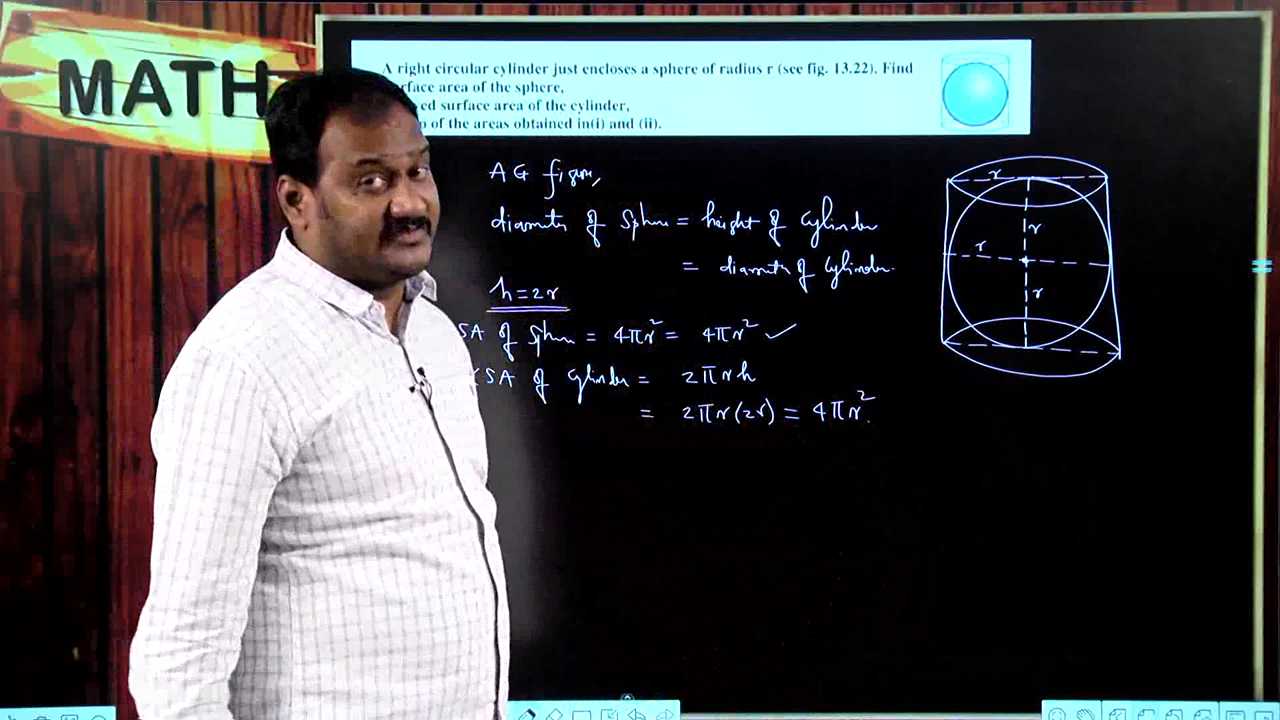 MATH
A right circular cylinder just encloses a sphere of radius r (see fig. 13.22). Find
rface area of the sphere,
ed surface area of the cylinder,
o of the areas obtained in(i) and (ii).
A G figure,
diameter of Sphere = height of Cylinder
= diameter of Cylinder.
h=2r
SA of Sphere = 4πr² = 4πr² ✓
SA of Cylinder = 2πrh
= 2πr(2r) = 4πr².
r
r
r
r